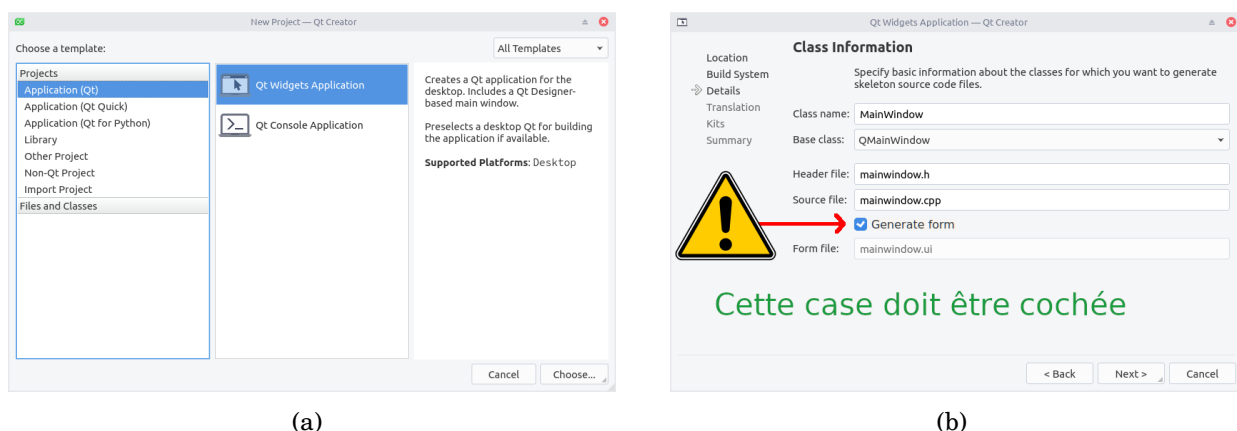 New Project — Qt Creator
Choose a template:
All Templates
Projects
Application (Qt)
Application (Qt Quick)
Application (Qt for Python)
Library
Other Project
Non-Qt Project
Import Project
Files and Classes
Qt Widgets Application
Qt Console Application
Creates a Qt application for the
desktop. Includes a Qt Designer-
based main window.
Preselects a desktop Qt for building
the application if available.
Supported Platforms: Desktop
Cancel
Choose...
(a)
Qt Widgets Application — Qt Creator
Location
Build System
Details
Translation
Kits
Summary
Class Information
Specify basic information about the classes for which you want to generate
skeleton source code files.
Class name: MainWindow
Base class: QMainWindow
Header file: mainwindow.h
Source file: mainwindow.cpp
Generate form
Form file: mainwindow.ui
Cette case doit être cochée
< Back
Next >
Cancel
(b)